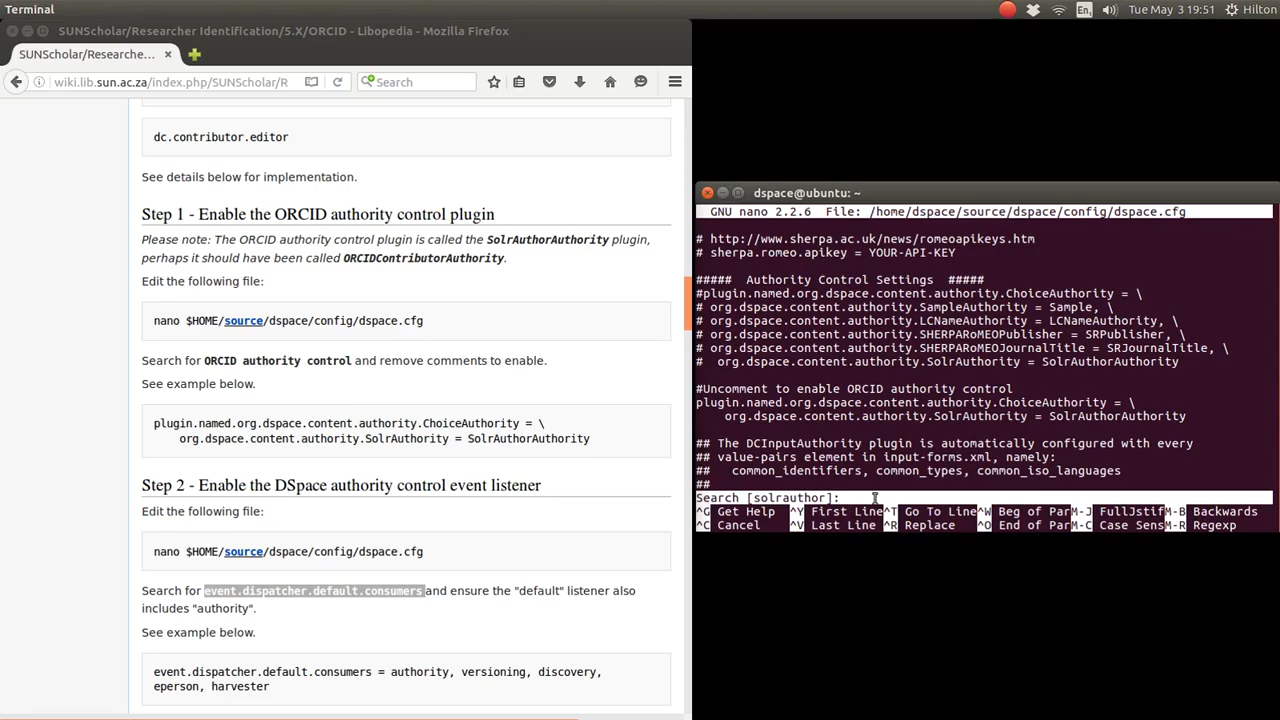 Terminal
En
Tue May 3 19:51
Hilton
SUNScholar/Researcher Identification/5.X/ORCID - Libopedia - Mozilla Firefox
SUNScholar/Researche...
wiki.lib.sun.ac.za/index.php/SUNScholar/R
Search
dc.contributor.editor
See details below for implementation.
Step 1 - Enable the ORCID authority control plugin
Please note: The ORCID authority control plugin is called the SolrAuthorAuthority plugin,
perhaps it should have been called ORCIDContributorAuthority.
Edit the following file:
nano $HOME/source/dspace/config/dspace.cfg
Search for ORCID authority control and remove comments to enable.
See example below.
plugin.named.org.dspace.content.authority.ChoiceAuthority = \
org.dspace.content.authority.SolrAuthority = SolrAuthorAuthority
Step 2 - Enable the DSpace authority control event listener
Edit the following file:
nano $HOME/source/dspace/config/dspace.cfg
Search for event.dispatcher.default.consumers and ensure the "default" listener also
includes "authority".
See example below.
event.dispatcher.default.consumers = authority, versioning, discovery,
eperson, harvester
dspace@ubuntu: ~
GNU nano 2.2.6 File: /home/dspace/source/dspace/config/dspace.cfg
# http://www.sherpa.ac.uk/news/romeoapikeys.htm
# sherpa.romeo.apikey = YOUR-API-KEY
##### Authority Control Settings #####
#plugin.named.org.dspace.content.authority.ChoiceAuthority = \
# org.dspace.content.authority.SampleAuthority = Sample, \
# org.dspace.content.authority.LCNameAuthority = LCNameAuthority, \
# org.dspace.content.authority.SHERPARoMEOPublisher = SRPublisher, \
# org.dspace.content.authority.SHERPARoMEOJournalTitle = SRJournalTitle, \
# org.dspace.content.authority.SolrAuthority = SolrAuthorAuthority
#Uncomment to enable ORCID authority control
plugin.named.org.dspace.content.authority.ChoiceAuthority = \
org.dspace.content.authority.SolrAuthority = SolrAuthorAuthority
## The DCInputAuthority plugin is automatically configured with every
## value-pairs element in input-forms.xml, namely:
## common_identifiers, common_types, common_iso_languages
##
Search [solrauthor]:
^G Get Help ^Y First Line^T Go To Line^W Beg of ParM-J FullJstifM-B Backwards
^C Cancel ^V Last Line ^R Replace ^O End of ParM-C Case SensM-R Regexp